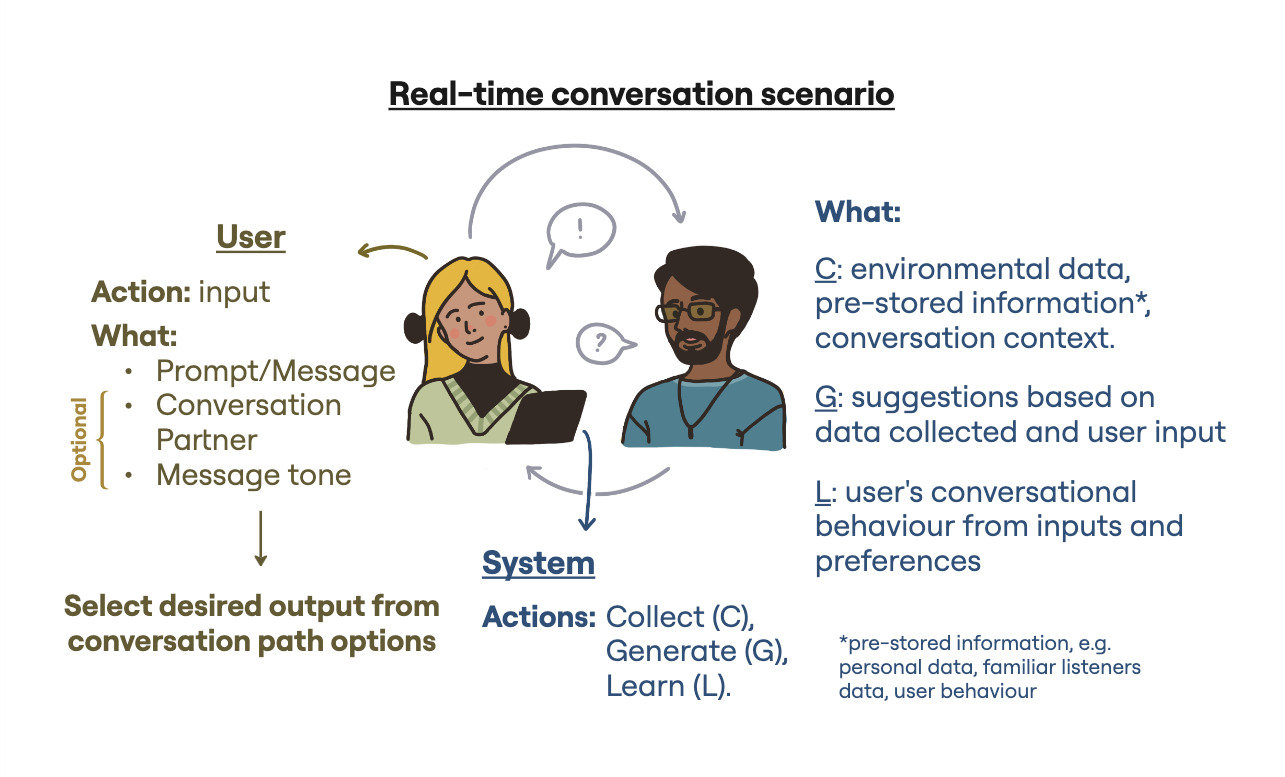 Real-time conversation scenario
User
Action: input
What:
• Prompt/Message
Optional
• Conversation
Partner
• Message tone
Select desired output from
conversation path options
!
?
System
Actions: Collect (C),
Generate (G),
Learn (L).
What:
C: environmental data,
pre-stored information*,
conversation context.
G: suggestions based on
data collected and user input
L: user's conversational
behaviour from inputs and
preferences
*pre-stored information, e.g.
personal data, familiar listeners
data, user behaviour